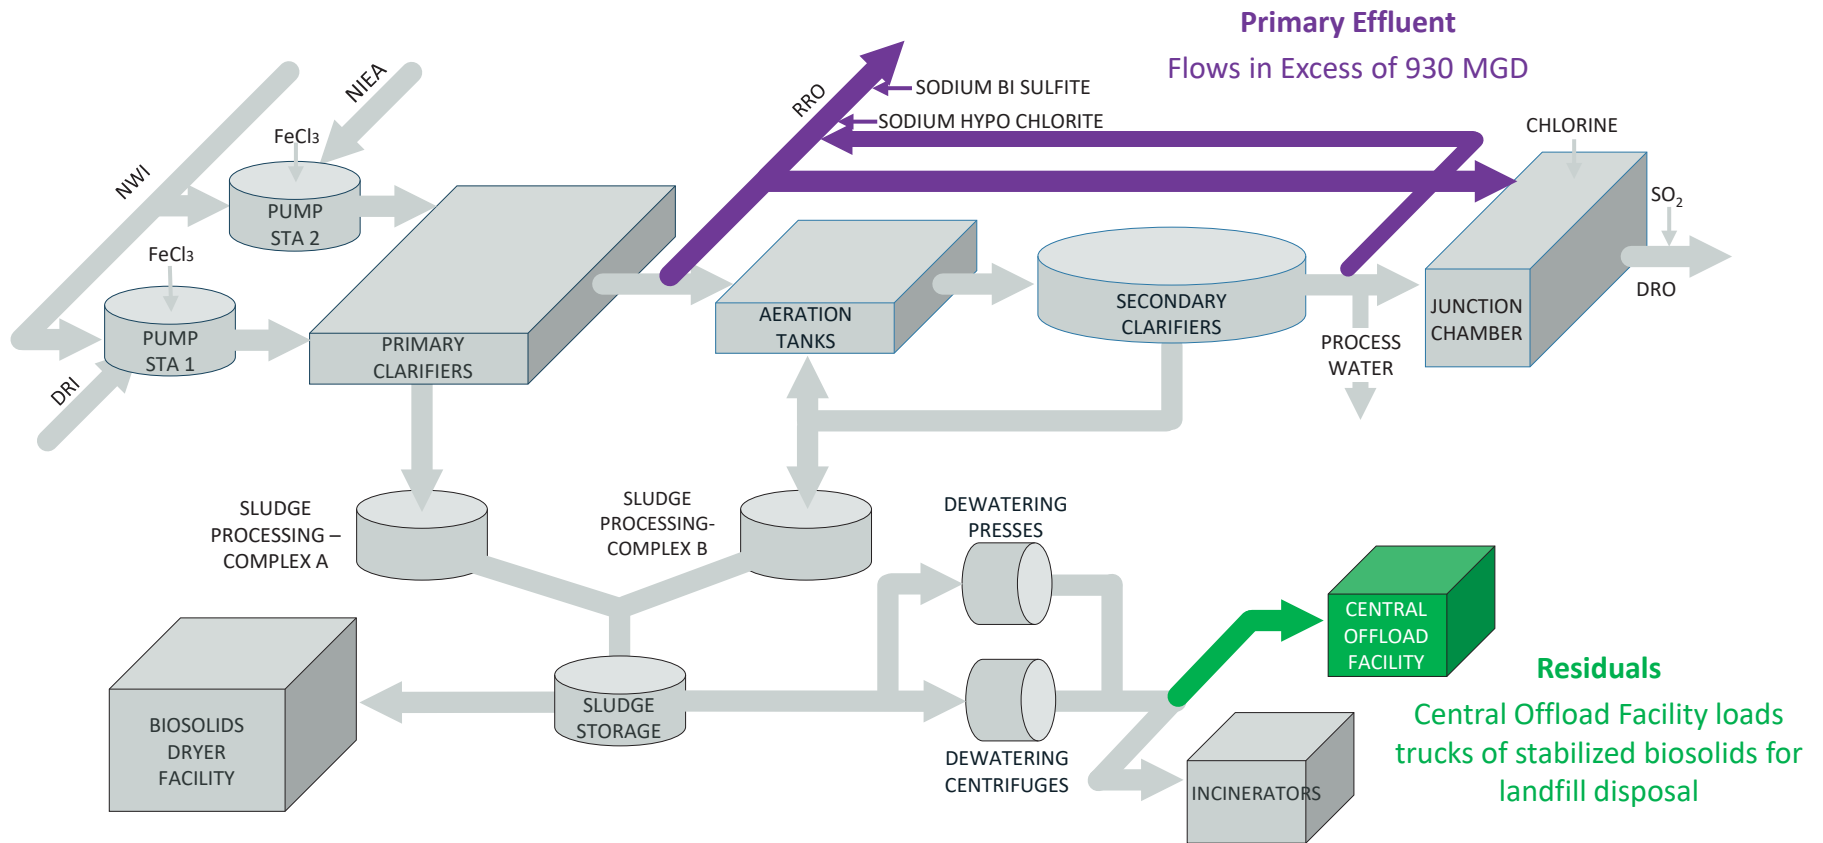 Primary Effluent
Flows in Excess of 930 MGD
NIEA
RRO
SODIUM BI SULFITE
SODIUM HYPO CHLORITE
CHLORINE
FeCl3
NWI
PUMP
STA 2
SO2
FeCl3
PUMP
STA 1
DRI
PRIMARY
CLARIFIERS
AERATION
TANKS
SECONDARY
CLARIFIERS
PROCESS
WATER
JUNCTION
CHAMBER
DRO
SLUDGE
PROCESSING –
COMPLEX A
SLUDGE
PROCESSING-
COMPLEX B
DEWATERING
PRESSES
CENTRAL
OFFLOAD
FACILITY
BIOSOLIDS
DRYER
FACILITY
SLUDGE
STORAGE
DEWATERING
CENTRIFUGES
INCINERATORS
Residuals
Central Offload Facility loads
trucks of stabilized biosolids for
landfill disposal